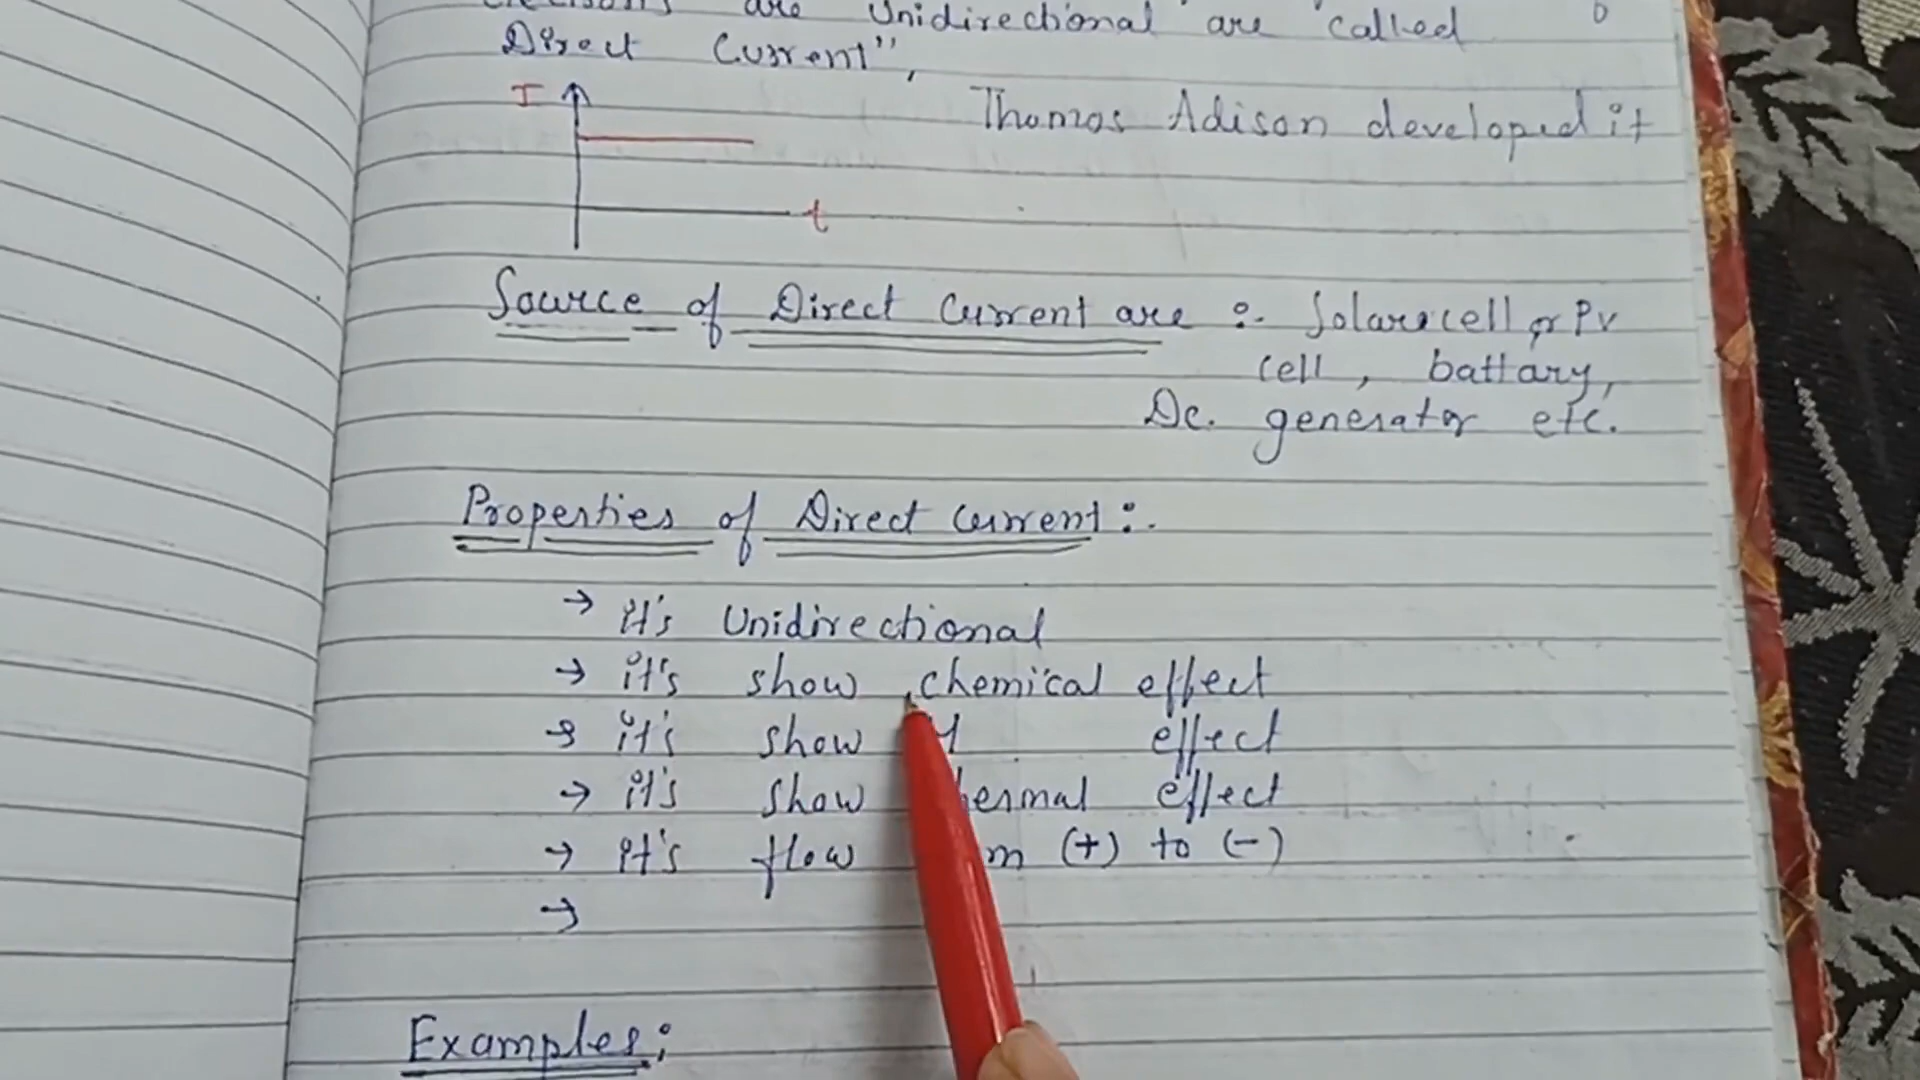 are Unidirectional are called
Direct Current",
I
Thomas Adison developed it
t
Source of Direct Current are :- Solar cell or PV
cell, battary,
Dc. generator etc.
Properties of Direct Current :-
→ it's Unidirectional
→ it's show chemical effect
→ it's show effect
→ it's show hermal effect
→ it's flow m (+) to (-)
→
Examples: